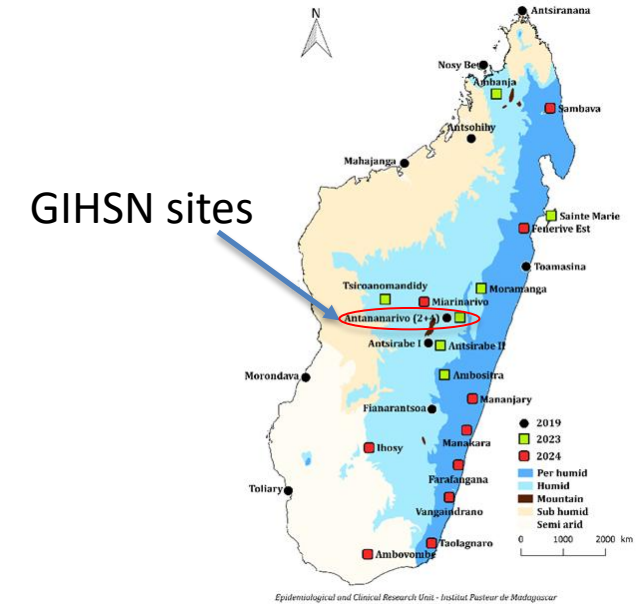 N
Antsiranana
Nosy Be
Ambanja
Sambava
Antsohihy
Mahajanga
GIHSN sites
Sainte Marie
Fenerive Est
Toamasina
Tsiroanomandidy
Moramanga
Miarinarivo
Antananarivo (2+4)
Antsirabe I
Antsirabe II
Ambositra
Morondava
Mananjary
Fianarantsoa
2019
Manakara
2023
Ihosy
2024
Farafangana
Per humid
Humid
Toliary
Mountain
Vangaindrano
Sub humid
Semi arid
Taolagnaro
0 1000 2000 km
Ambovombe
Epidemiological and Clinical Research Unit - Institut Pasteur de Madagascar